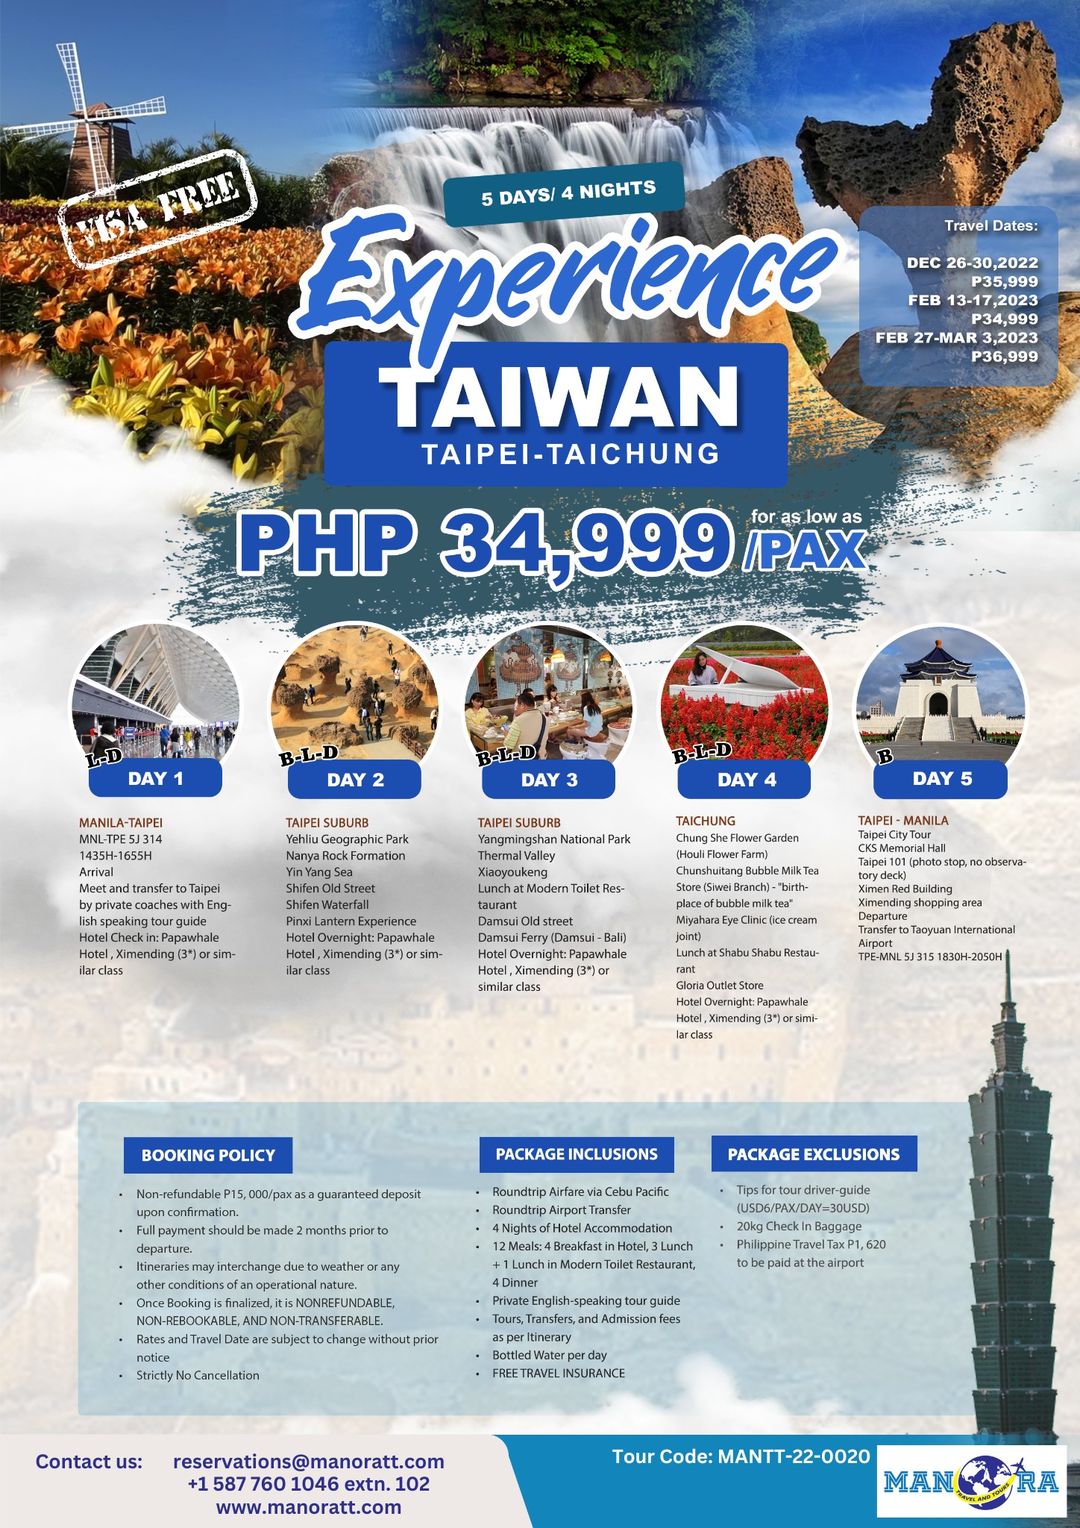 VISA FREE
5 DAYS/ 4 NIGHTS
Experience
TAIWAN
TAIPEI-TAICHUNG
Travel Dates:
DEC 26-30,2022
P35,999
FEB 13-17,2023
P34,999
FEB 27-MAR 3,2023
P36,999
PHP 34,999
for as low as
/PAX
L-D
DAY 1
MANILA-TAIPEI
MNL-TPE 5J 314
1435H-1655H
Arrival
Meet and transfer to Taipei
by private coaches with Eng-
lish speaking tour guide
Hotel Check in: Papawhale
Hotel , Ximending (3*) or sim-
ilar class
B-L-D
DAY 2
TAIPEI SUBURB
Yehliu Geographic Park
Nanya Rock Formation
Yin Yang Sea
Shifen Old Street
Shifen Waterfall
Pinxi Lantern Experience
Hotel Overnight: Papawhale
Hotel , Ximending (3*) or sim-
ilar class
B-L-D
DAY 3
TAIPEI SUBURB
Yangmingshan National Park
Thermal Valley
Xiaoyoukeng
Lunch at Modern Toilet Res-
taurant
Damsui Old street
Damsui Ferry (Damsui - Bali)
Hotel Overnight: Papawhale
Hotel , Ximending (3*) or
similar class
B-L-D
DAY 4
TAICHUNG
Chung She Flower Garden
(Houli Flower Farm)
Chunshuitang Bubble Milk Tea
Store (Siwei Branch) - "birth-
place of bubble milk tea"
Miyahara Eye Clinic (ice cream
joint)
Lunch at Shabu Shabu Restau-
rant
Gloria Outlet Store
Hotel Overnight: Papawhale
Hotel , Ximending (3*) or simi-
lar class
B
DAY 5
TAIPEI - MANILA
Taipei City Tour
CKS Memorial Hall
Taipei 101 (photo stop, no observa-
tory deck)
Ximen Red Building
Ximending shopping area
Departure
Transfer to Taoyuan International
Airport
TPE-MNL 5J 315 1830H-2050H
BOOKING POLICY
• Non-refundable P15, 000/pax as a guaranteed deposit
upon confirmation.
• Full payment should be made 2 months prior to
departure.
• Itineraries may interchange due to weather or any
other conditions of an operational nature.
• Once Booking is finalized, it is NONREFUNDABLE,
NON-REBOOKABLE, AND NON-TRANSFERABLE.
• Rates and Travel Date are subject to change without prior
notice
• Strictly No Cancellation
PACKAGE INCLUSIONS
• Roundtrip Airfare via Cebu Pacific
• Roundtrip Airport Transfer
• 4 Nights of Hotel Accommodation
• 12 Meals: 4 Breakfast in Hotel, 3 Lunch
+ 1 Lunch in Modern Toilet Restaurant,
4 Dinner
• Private English-speaking tour guide
• Tours, Transfers, and Admission fees
as per Itinerary
• Bottled Water per day
• FREE TRAVEL INSURANCE
PACKAGE EXCLUSIONS
• Tips for tour driver-guide
(USD6/PAX/DAY=30USD)
• 20kg Check In Baggage
• Philippine Travel Tax P1, 620
to be paid at the airport
Contact us: reservations@manoratt.com
+1 587 760 1046 extn. 102
www.manoratt.com
Tour Code: MANTT-22-0020
MANORA
TRAVEL AND TOURS